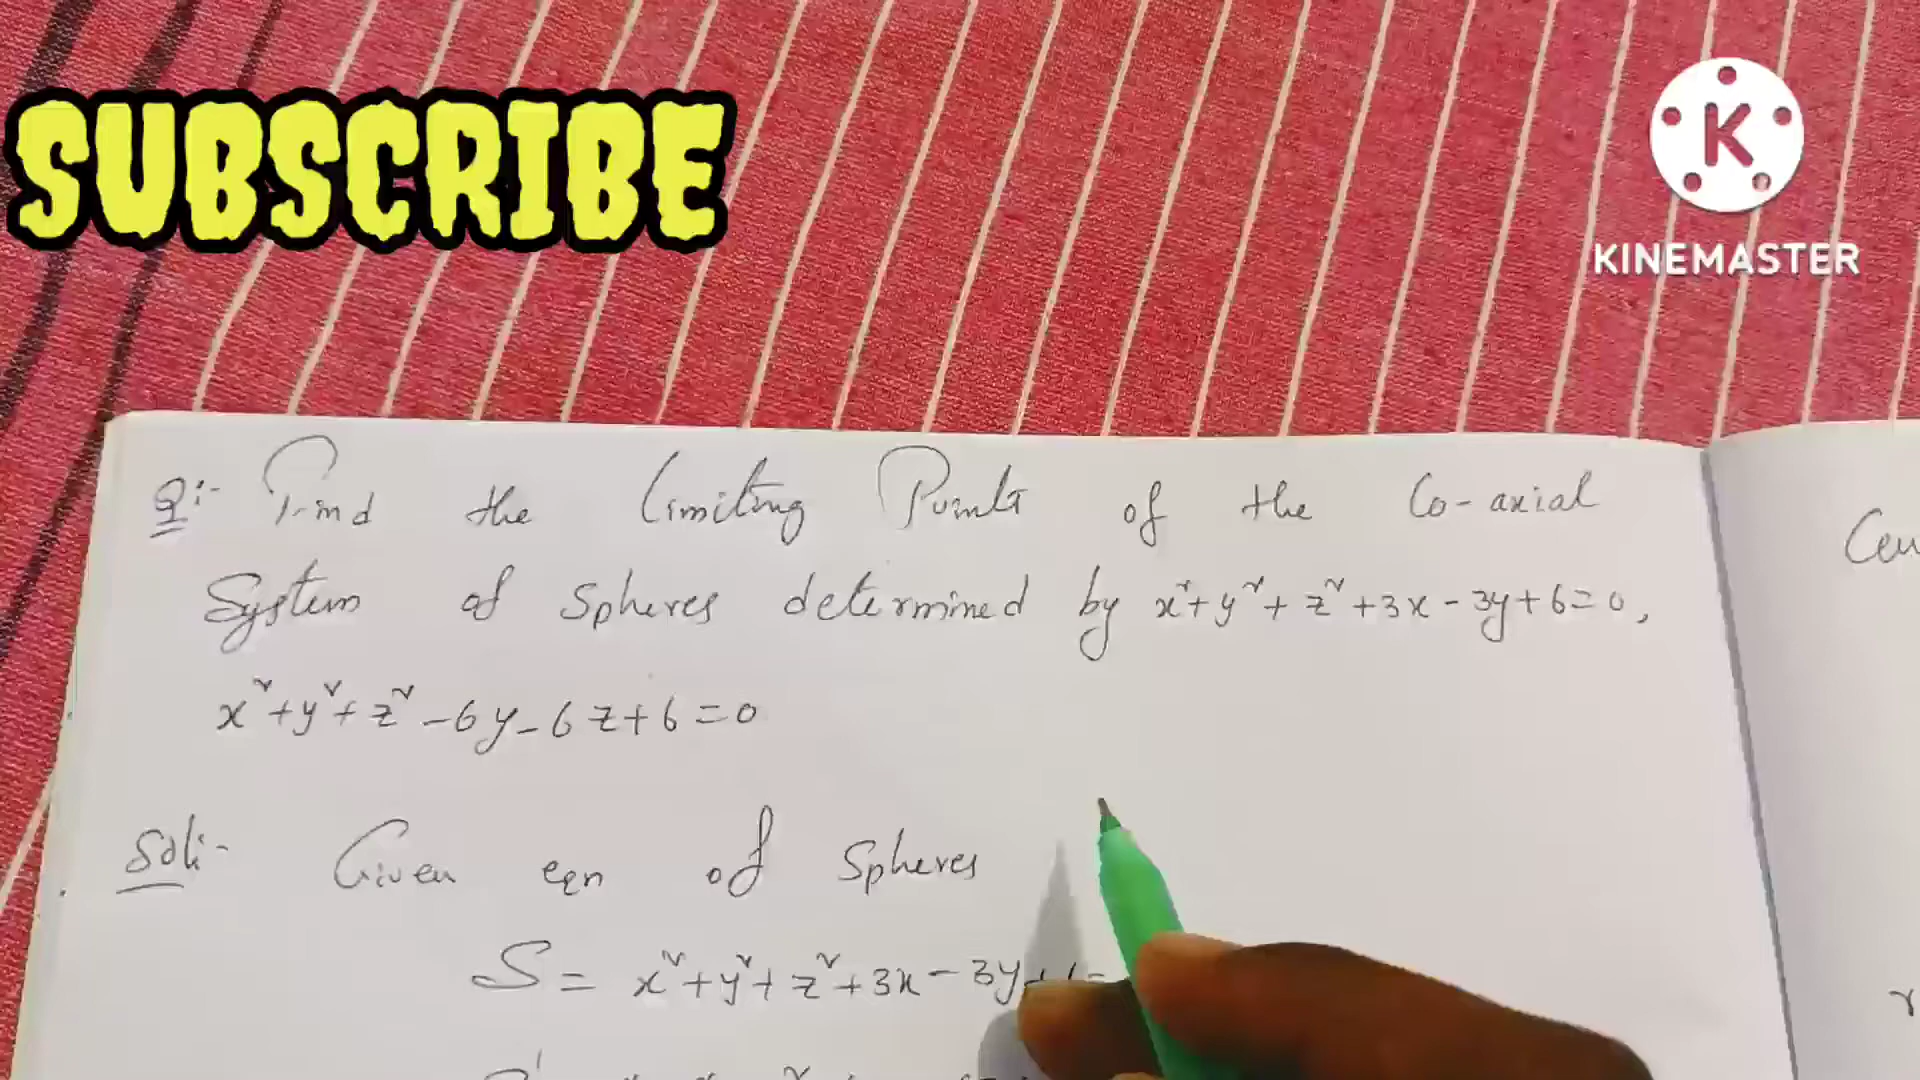 SUBSCRIBE
KINEMASTER
Q:- Find the Limiting Points of the Co-axial
System of Spheres determined by x²+y²+z²+3x-3y+6=0,
x²+y²+z²-6y-6z+6=0
Sol:- Given eqn of Spheres
S = x²+y²+z²+3x-3y+6=